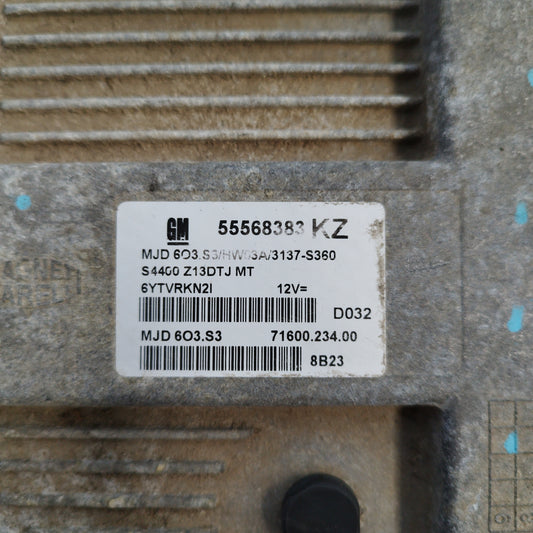 GM 55568383 KZ
MJD 6O3.S3/HW03A/3137-S360
S4400 Z13DTJ MT
6YTVRKN2I 12V=
D032
MJD 6O3.S3 71600.234.00
8B23